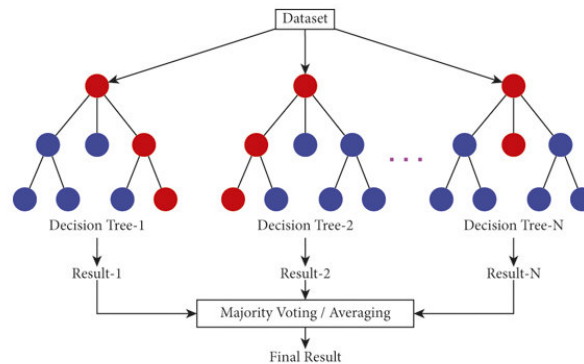 Dataset
Decision Tree-1
Decision Tree-2
Decision Tree-N
Result-1
Result-2
Result-N
Majority Voting / Averaging
Final Result